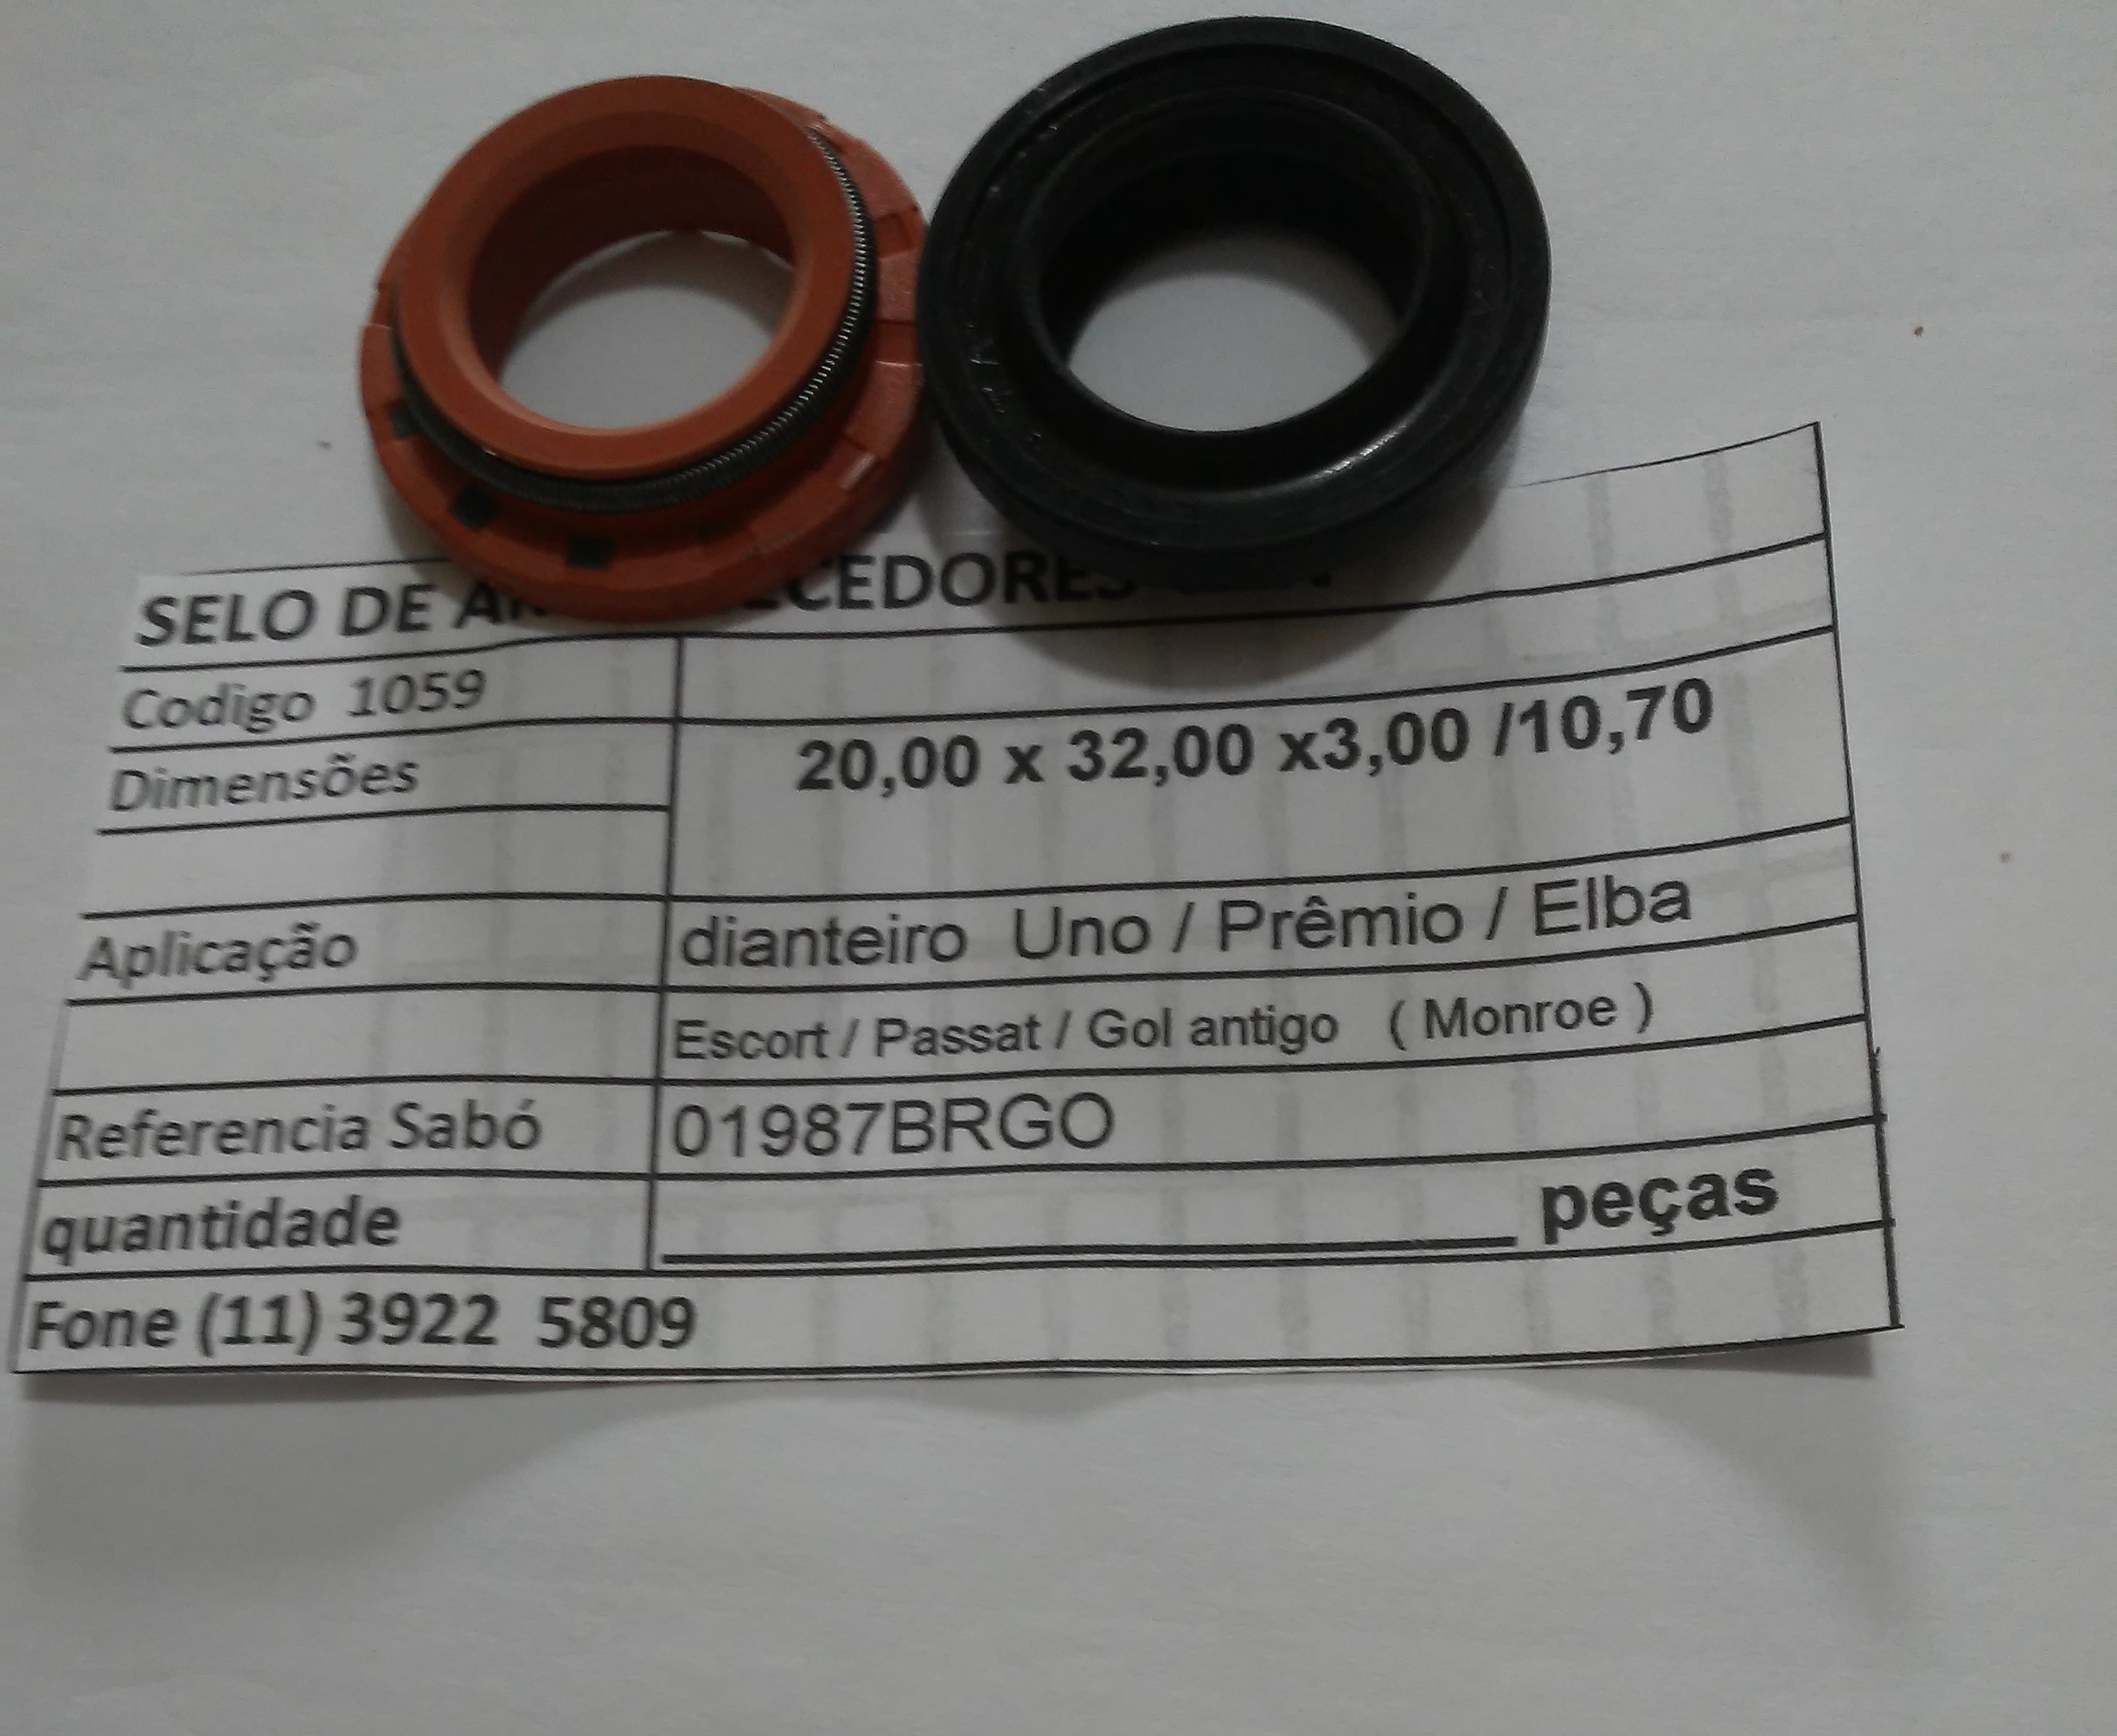 SELO DE
Codigo 1059
Dimensões 20,00 x 32,00 x3,00 /10,70
Aplicação dianteiro Uno / Prêmio / Elba
Escort / Passat / Gol antigo ( Monroe )
Referencia Sabó 01987BRGO
quantidade ____________________ peças
Fone (11) 3922 5809